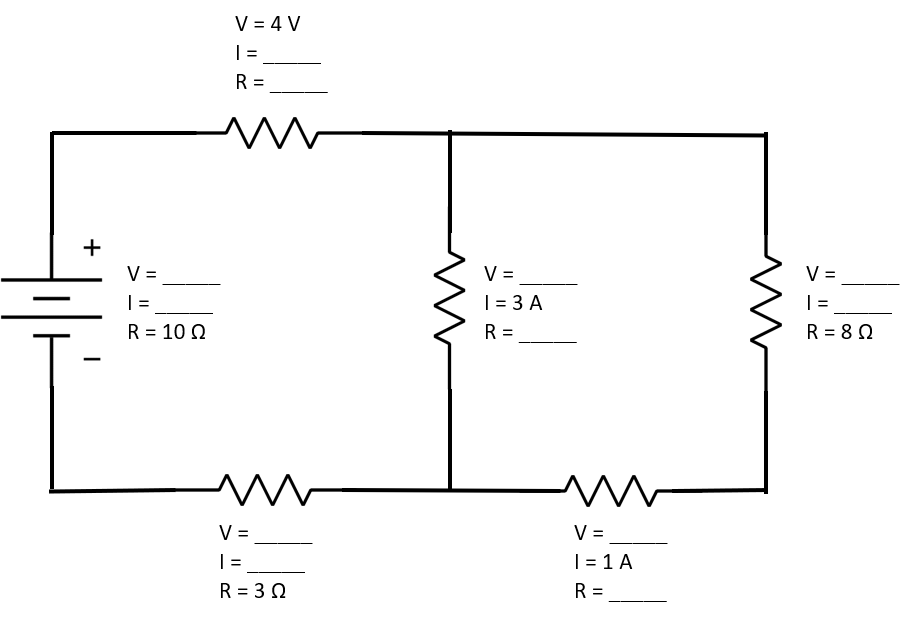 V = 4 V
I = _____
R = _____
+
V = _____
I = _____
R = 10 Ω
−
V = _____
I = 3 A
R = _____
V = _____
I = _____
R = 8 Ω
V = _____
I = _____
R = 3 Ω
V = _____
I = 1 A
R = _____